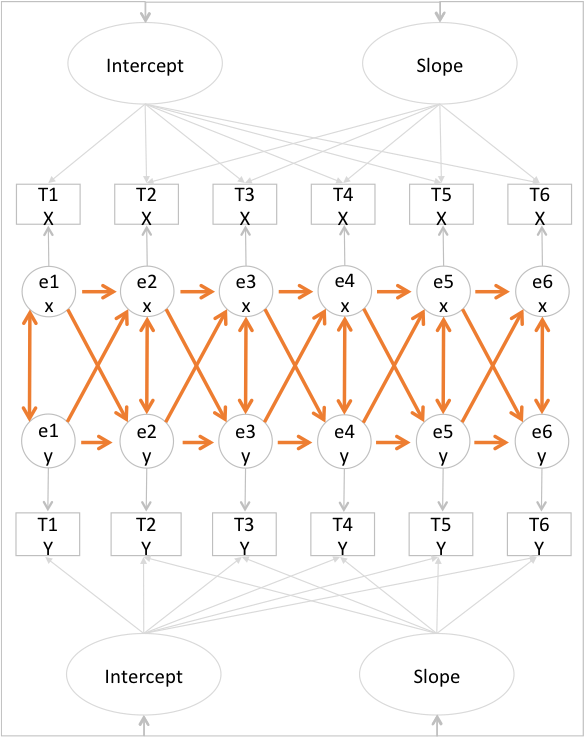 Intercept Slope
T1 T2 T3 T4 T5 T6
X X X X X X
e1 e2 e3 e4 e5 e6
x x x x x x
e1 e2 e3 e4 e5 e6
y y y y y y
T1 T2 T3 T4 T5 T6
Y Y Y Y Y Y
Intercept Slope